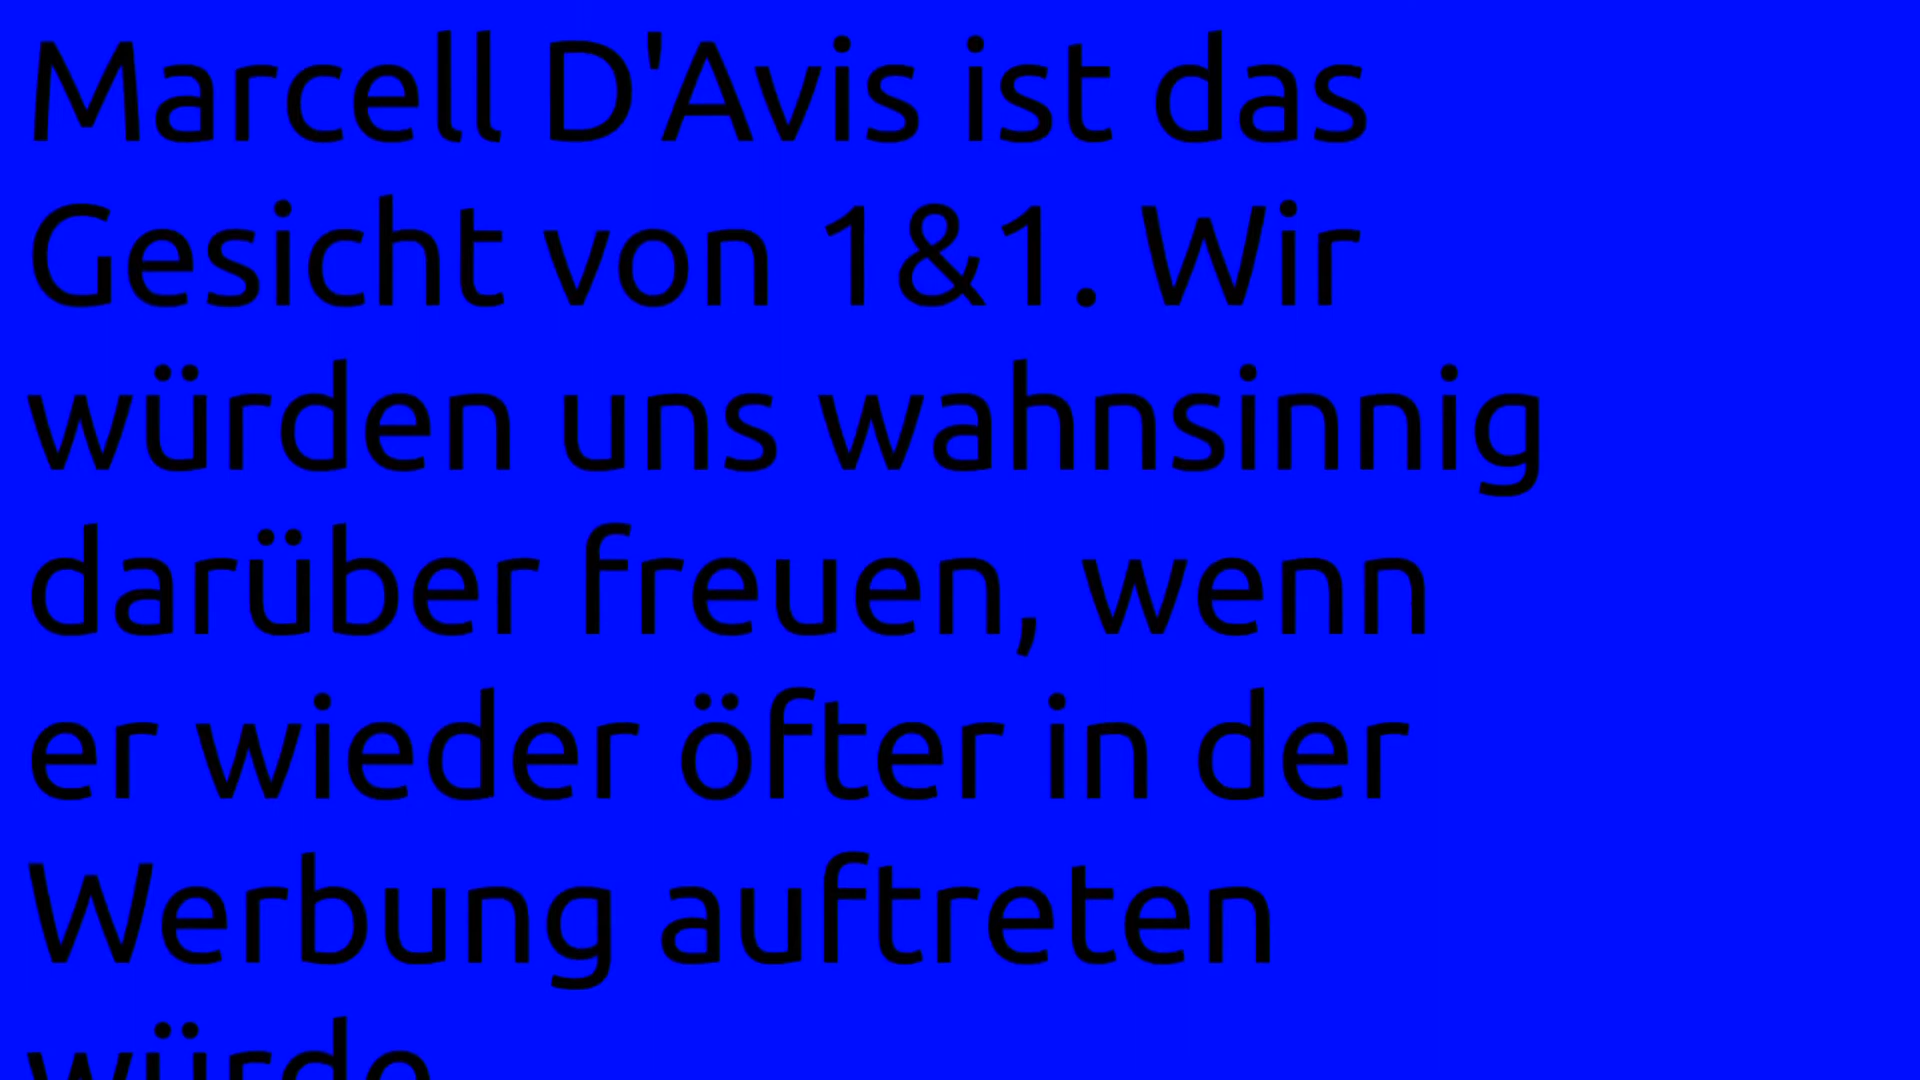 Marcell D'Avis ist das
Gesicht von 1&1. Wir
würden uns wahnsinnig
darüber freuen, wenn
er wieder öfter in der
Werbung auftreten
würde